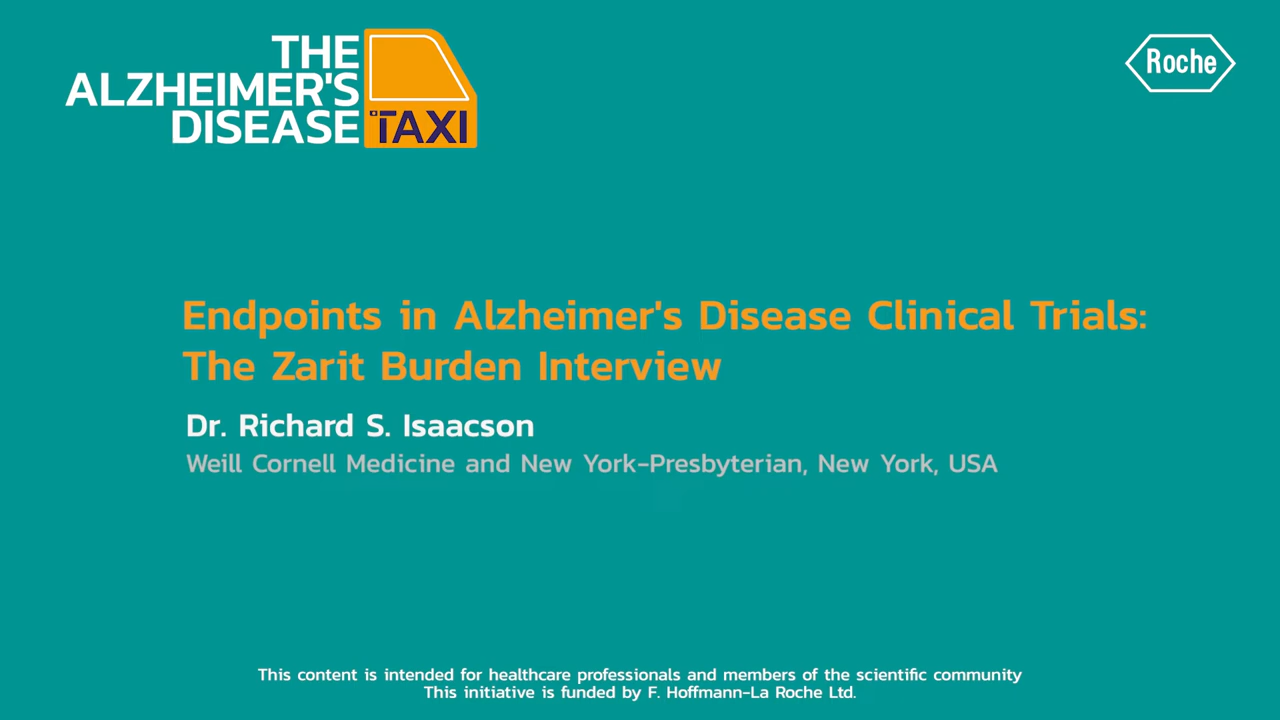 THE
ALZHEIMER'S
DISEASE TAXI
Roche
Endpoints in Alzheimer's Disease Clinical Trials:
The Zarit Burden Interview
Dr. Richard S. Isaacson
Weill Cornell Medicine and New York-Presbyterian, New York, USA
This content is intended for healthcare professionals and members of the scientific community
This initiative is funded by F. Hoffmann-La Roche Ltd.